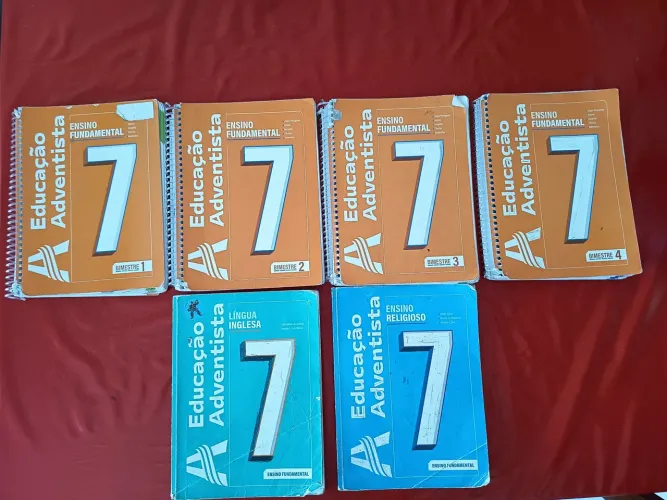 Educação
Adventista
ENSINO
FUNDAMENTAL
7
BIMESTRE 1
Educação
Adventista
ENSINO
FUNDAMENTAL
7
BIMESTRE 2
Educação
Adventista
ENSINO
FUNDAMENTAL
7
BIMESTRE 3
Educação
Adventista
ENSINO
FUNDAMENTAL
7
BIMESTRE 4
Educação
Adventista
LÍNGUA
INGLESA
7
ENSINO FUNDAMENTAL
Educação
Adventista
ENSINO
RELIGIOSO
7
ENSINO FUNDAMENTAL